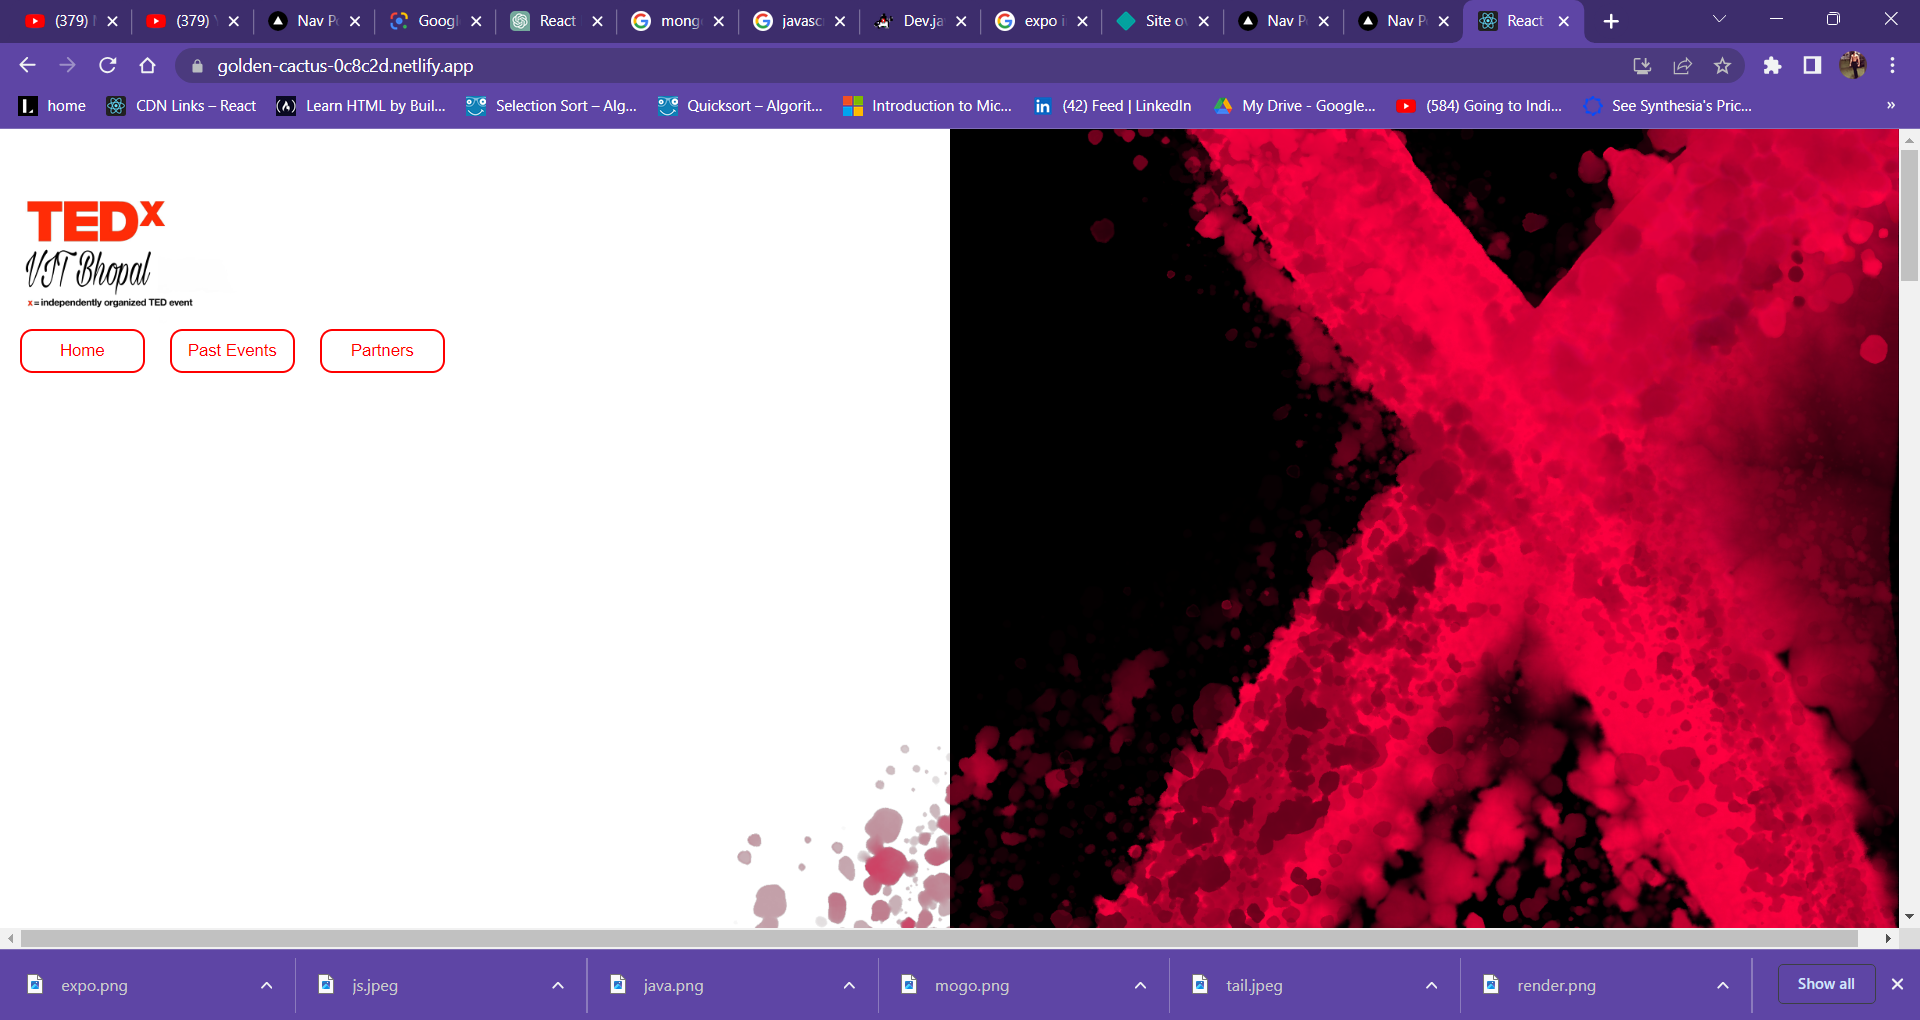 (379)
(379)
Nav P
Googl
React
mong
javasc
Dev.ja
expo i
Site o
Nav P
Nav P
React
golden-cactus-0c8c2d.netlify.app
home
CDN Links – React
Learn HTML by Buil...
Selection Sort – Alg...
Quicksort – Algorit...
Introduction to Mic...
(42) Feed | LinkedIn
My Drive - Google...
(584) Going to Indi...
See Synthesia's Pric...
TEDx
VIT Bhopal
x = independently organized TED event
Home
Past Events
Partners
expo.png
js.jpeg
java.png
mogo.png
tail.jpeg
render.png
Show all